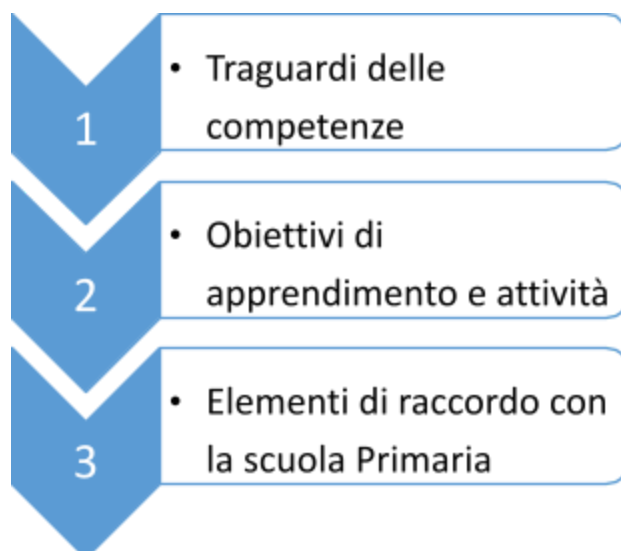 1
• Traguardi delle
competenze
2
• Obiettivi di
apprendimento e attività
3
• Elementi di raccordo con
la scuola Primaria